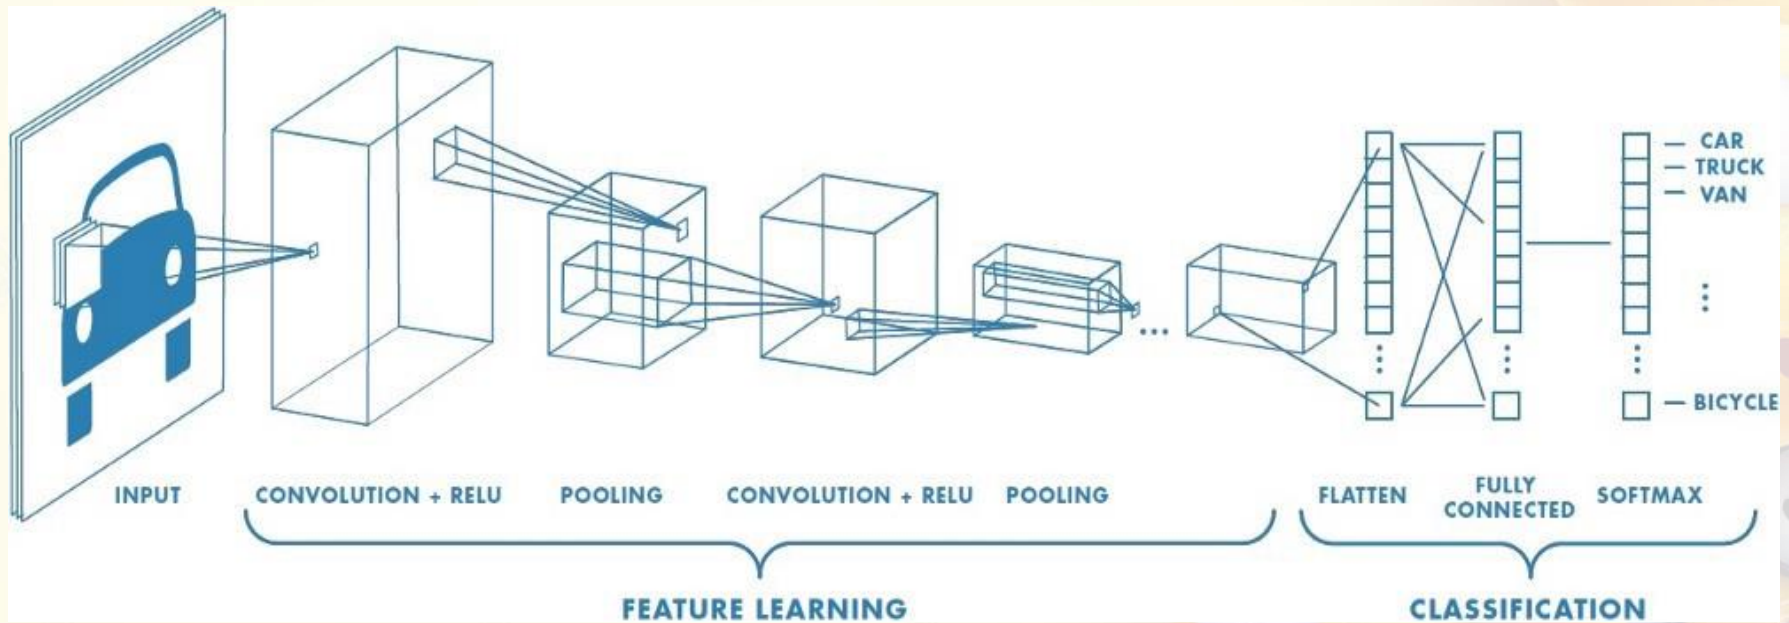 CAR
TRUCK
VAN
BICYCLE
INPUT
CONVOLUTION + RELU
POOLING
CONVOLUTION + RELU
POOLING
FLATTEN
FULLY
CONNECTED
SOFTMAX
FEATURE LEARNING
CLASSIFICATION